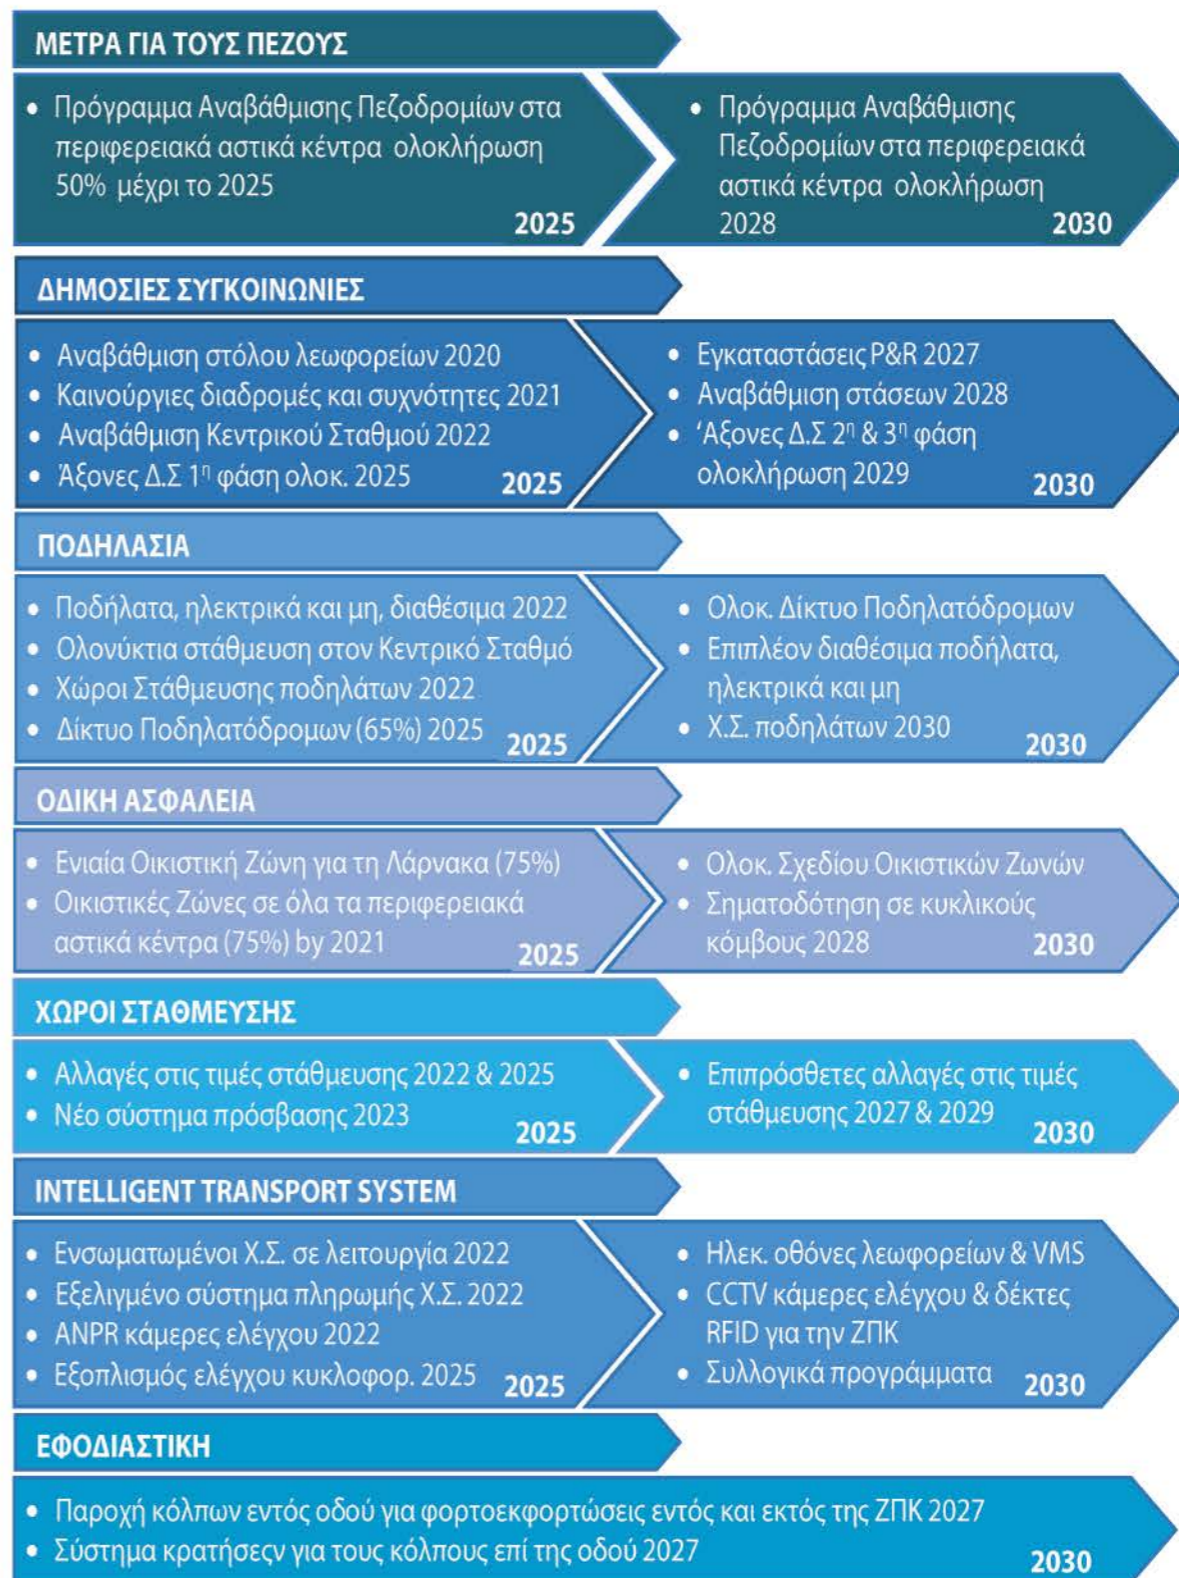 ΜΕΤΡΑ ΓΙΑ ΤΟΥΣ ΠΕΖΟΥΣ
• Πρόγραμμα Αναβάθμισης Πεζοδρομίων στα
περιφερειακά αστικά κέντρα ολοκλήρωση
50% μέχρι το 2025
2025
• Πρόγραμμα Αναβάθμισης
Πεζοδρομίων στα περιφερειακά
αστικά κέντρα ολοκλήρωση
2028
2030
ΔΗΜΟΣΙΕΣ ΣΥΓΚΟΙΝΩΝΙΕΣ
• Αναβάθμιση στόλου λεωφορείων 2020
• Καινούργιες διαδρομές και συχνότητες 2021
• Αναβάθμιση Κεντρικού Σταθμού 2022
• Άξονες Δ.Σ 1η φάση ολοκ. 2025
2025
• Εγκαταστάσεις P&R 2027
• Αναβάθμιση στάσεων 2028
• ‘Αξονες Δ.Σ 2η & 3η φάση
ολοκλήρωση 2029
2030
ΠΟΔΗΛΑΣΙΑ
• Ποδήλατα, ηλεκτρικά και μη, διαθέσιμα 2022
• Ολονύκτια στάθμευση στον Κεντρικό Σταθμό
• Χώροι Στάθμευσης ποδηλάτων 2022
• Δίκτυο Ποδηλατόδρομων (65%) 2025
2025
• Ολοκ. Δίκτυο Ποδηλατόδρομων
• Επιπλέον διαθέσιμα ποδήλατα,
ηλεκτρικά και μη
• Χ.Σ. ποδηλάτων 2030
2030
ΟΔΙΚΗ ΑΣΦΑΛΕΙΑ
• Ενιαία Οικιστική Ζώνη για τη Λάρνακα (75%)
• Οικιστικές Ζώνες σε όλα τα περιφερειακά
αστικά κέντρα (75%) by 2021
2025
• Ολοκ. Σχεδίου Οικιστικών Ζωνών
• Σηματοδότηση σε κυκλικούς
κόμβους 2028
2030
ΧΩΡΟΙ ΣΤΑΘΜΕΥΣΗΣ
• Αλλαγές στις τιμές στάθμευσης 2022 & 2025
• Νέο σύστημα πρόσβασης 2023
2025
• Επιπρόσθετες αλλαγές στις τιμές
στάθμευσης 2027 & 2029
2030
INTELLIGENT TRANSPORT SYSTEM
• Ενσωματωμένοι Χ.Σ. σε λειτουργία 2022
• Εξελιγμένο σύστημα πληρωμής Χ.Σ. 2022
• ANPR κάμερες ελέγχου 2022
• Εξοπλισμός ελέγχου κυκλοφορ. 2025
2025
• Ηλεκ. οθόνες λεωφορείων & VMS
• CCTV κάμερες ελέγχου & δέκτες
RFID για την ΖΠΚ
• Συλλογικά προγράμματα
2030
ΕΦΟΔΙΑΣΤΙΚΗ
• Παροχή κόλπων εντός οδού για φορτοεκφορτώσεις εντός και εκτός της ΖΠΚ 2027
• Σύστημα κρατήσεςν για τους κόλπους επί της οδού 2027
2030